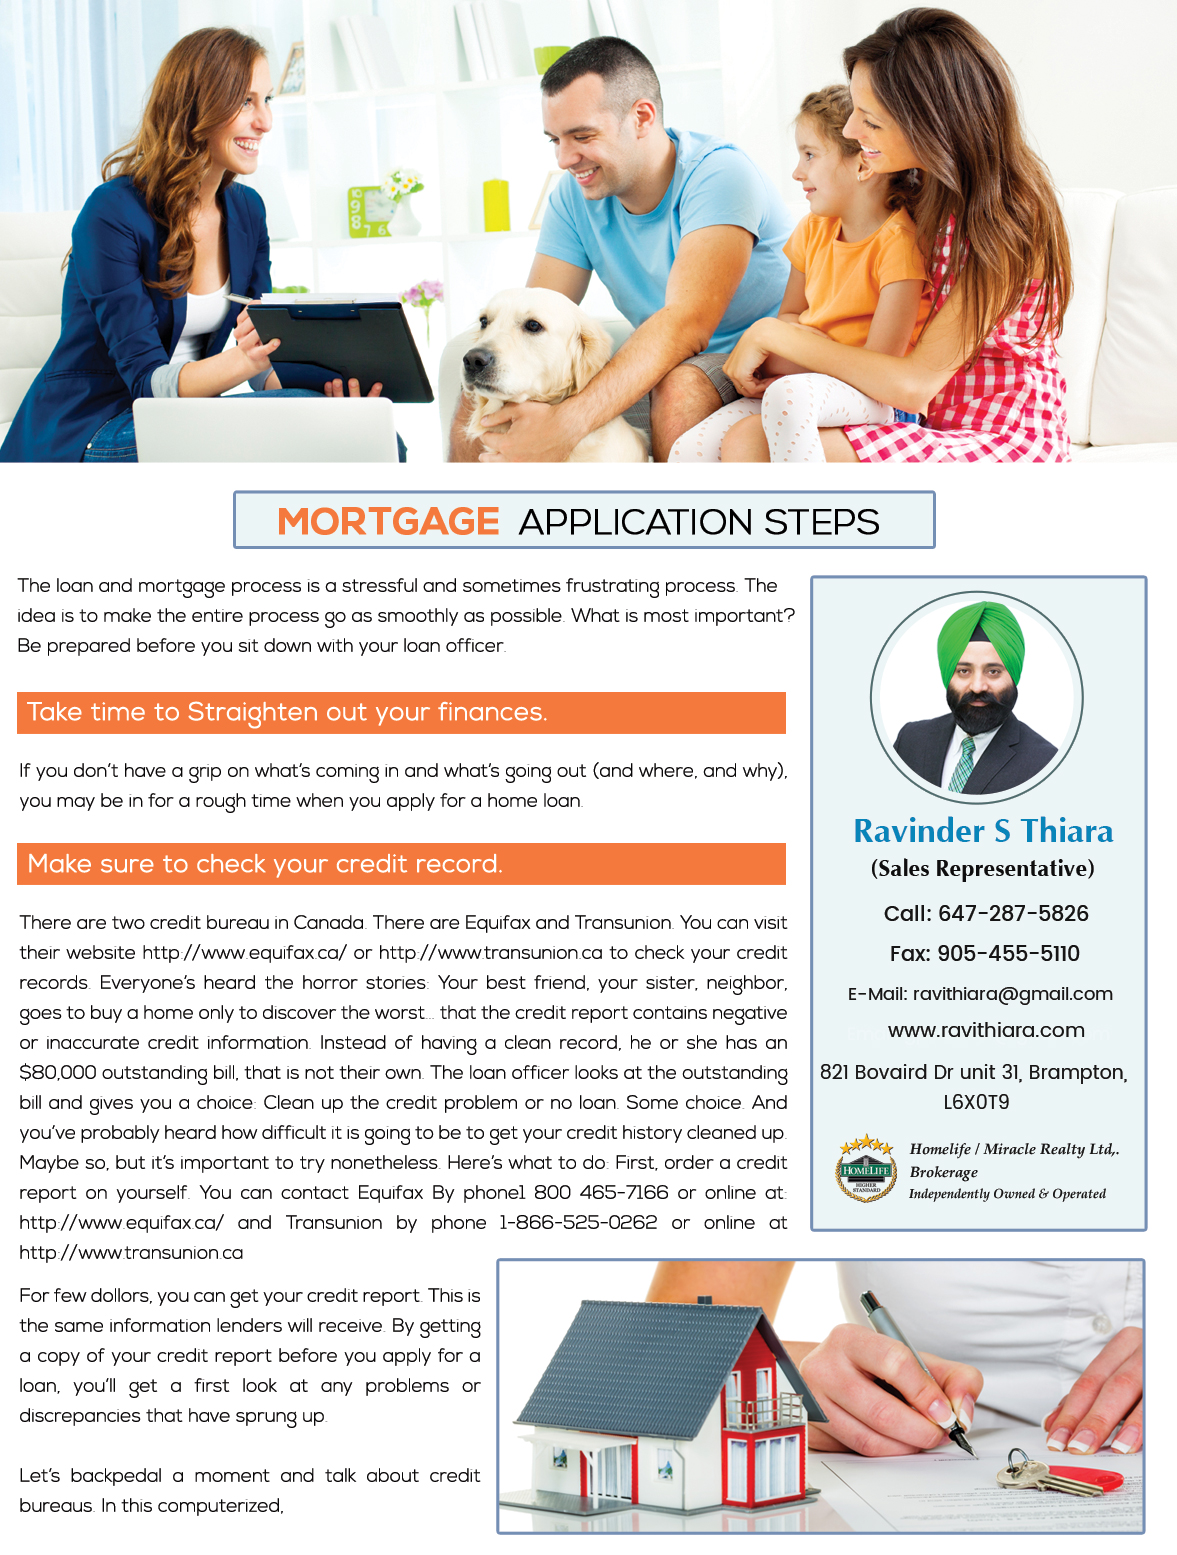 MORTGAGE APPLICATION STEPS
The loan and mortgage process is a stressful and sometimes frustrating process. The
idea is to make the entire process go as smoothly as possible. What is most important?
Be prepared before you sit down with your loan officer.
Take time to Straighten out your finances.
If you don't have a grip on what's coming in and what's going out (and where, and why),
you may be in for a rough time when you apply for a home loan.
Make sure to check your credit record.
There are two credit bureau in Canada. There are Equifax and Transunion. You can visit
their website http://www.equifax.ca/ or http://www.transunion.ca to check your credit
records. Everyone's heard the horror stories: Your best friend, your sister, neighbor,
goes to buy a home only to discover the worst... that the credit report contains negative
or inaccurate credit information. Instead of having a clean record, he or she has an
$80,000 outstanding bill, that is not their own. The loan officer looks at the outstanding
bill and gives you a choice: Clean up the credit problem or no loan. Some choice. And
you've probably heard how difficult it is going to be to get your credit history cleaned up.
Maybe so, but it's important to try nonetheless. Here's what to do: First, order a credit
report on yourself. You can contact Equifax By phone1 800 465-7166 or online at:
http://www.equifax.ca/ and Transunion by phone 1-866-525-0262 or online at
http://www.transunion.ca
For few dollors, you can get your credit report. This is
the same information lenders will receive. By getting
a copy of your credit report before you apply for a
loan, you'll get a first look at any problems or
discrepancies that have sprung up.
Let's backpedal a moment and talk about credit
bureaus. In this computerized,
Ravinder S Thiara
(Sales Representative)
Call: 647-287-5826
Fax: 905-455-5110
E-Mail: ravithiara@gmail.com
www.ravithiara.com
821 Bovaird Dr unit 31, Brampton,
L6X0T9
HOMELIFE
HIGHER
STANDARD
Homelife / Miracle Realty Ltd,.
Brokerage
Independently Owned & Operated